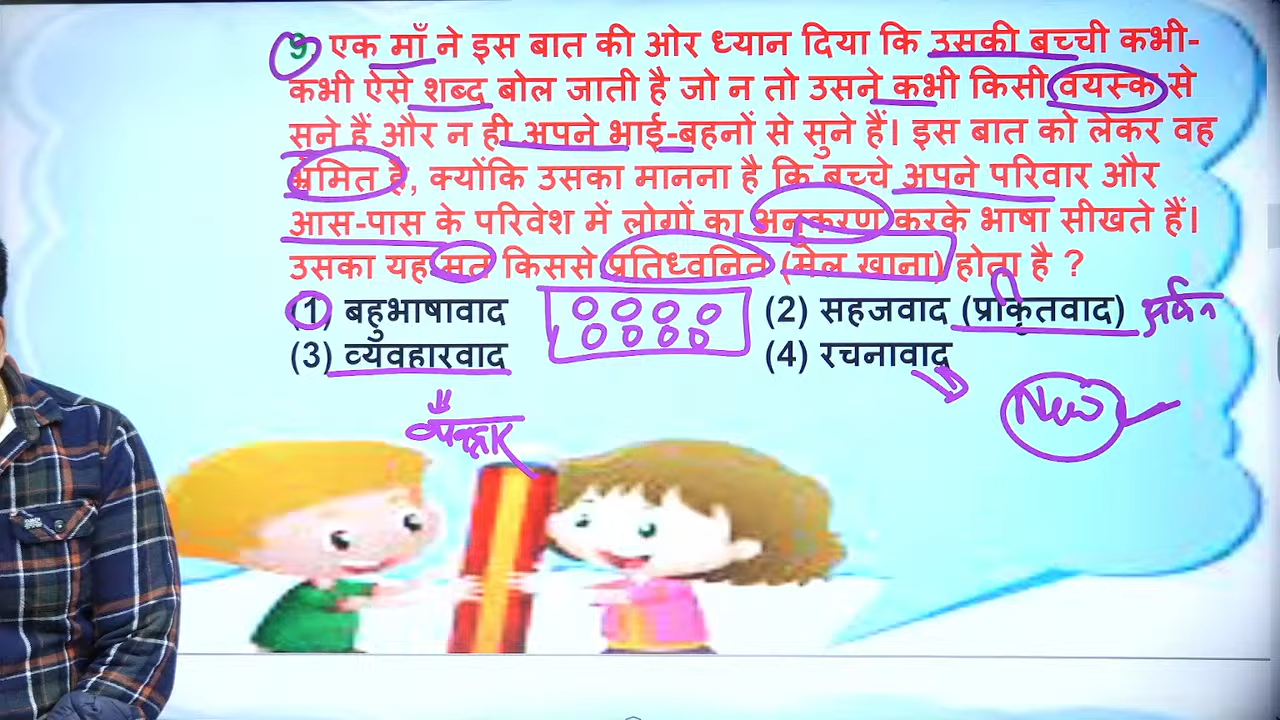 9. एक माँ ने इस बात की ओर ध्यान दिया कि उसकी बच्ची कभी-
कभी ऐसे शब्द बोल जाती है जो न तो उसने कभी किसी वयस्क से
सुने हैं और न ही अपने भाई-बहनों से सुने हैं। इस बात को लेकर वह
भ्रमित है, क्योंकि उसका मानना है कि बच्चे अपने परिवार और
आस-पास के परिवेश में लोगों का अनुकरण करके भाषा सीखते हैं।
उसका यह मत किससे प्रतिध्वनित (मेल खाना) होता है ?
(1) बहुभाषावाद (2) सहजवाद (प्राकृतवाद)
(3) व्यवहारवाद (4) रचनावाद
New